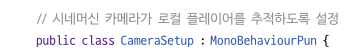 // 시네머신 카메라가 로컬 플레이어를 추적하도록 설정
public class CameraSetup : MonoBehaviourPun {